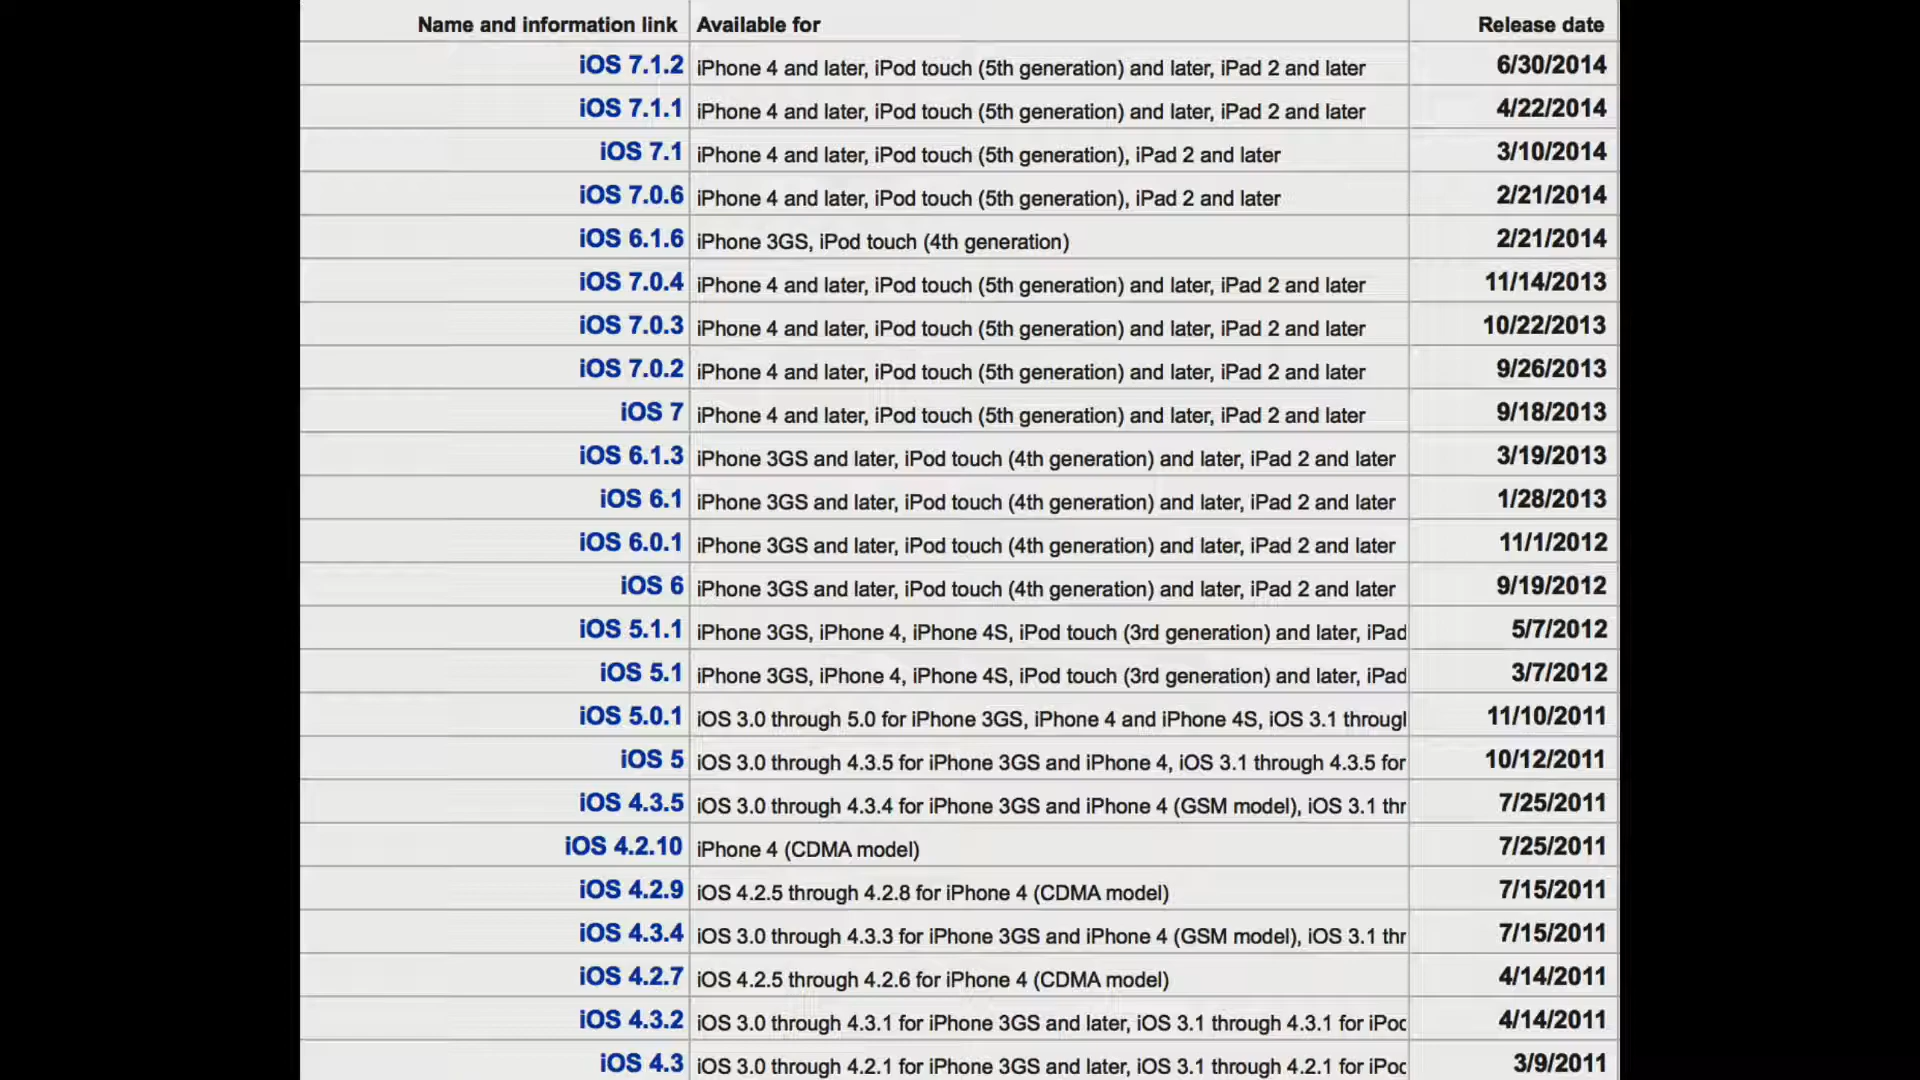 Name and information link Available for Release date
iOS 7.1.2 iPhone 4 and later, iPod touch (5th generation) and later, iPad 2 and later 6/30/2014
iOS 7.1.1 iPhone 4 and later, iPod touch (5th generation) and later, iPad 2 and later 4/22/2014
iOS 7.1 iPhone 4 and later, iPod touch (5th generation), iPad 2 and later 3/10/2014
iOS 7.0.6 iPhone 4 and later, iPod touch (5th generation), iPad 2 and later 2/21/2014
iOS 6.1.6 iPhone 3GS, iPod touch (4th generation) 2/21/2014
iOS 7.0.4 iPhone 4 and later, iPod touch (5th generation) and later, iPad 2 and later 11/14/2013
iOS 7.0.3 iPhone 4 and later, iPod touch (5th generation) and later, iPad 2 and later 10/22/2013
iOS 7.0.2 iPhone 4 and later, iPod touch (5th generation) and later, iPad 2 and later 9/26/2013
iOS 7 iPhone 4 and later, iPod touch (5th generation) and later, iPad 2 and later 9/18/2013
iOS 6.1.3 iPhone 3GS and later, iPod touch (4th generation) and later, iPad 2 and later 3/19/2013
iOS 6.1 iPhone 3GS and later, iPod touch (4th generation) and later, iPad 2 and later 1/28/2013
iOS 6.0.1 iPhone 3GS and later, iPod touch (4th generation) and later, iPad 2 and later 11/1/2012
iOS 6 iPhone 3GS and later, iPod touch (4th generation) and later, iPad 2 and later 9/19/2012
iOS 5.1.1 iPhone 3GS, iPhone 4, iPhone 4S, iPod touch (3rd generation) and later, iPad 5/7/2012
iOS 5.1 iPhone 3GS, iPhone 4, iPhone 4S, iPod touch (3rd generation) and later, iPad 3/7/2012
iOS 5.0.1 iOS 3.0 through 5.0 for iPhone 3GS, iPhone 4 and iPhone 4S, iOS 3.1 throug 11/10/2011
iOS 5 iOS 3.0 through 4.3.5 for iPhone 3GS and iPhone 4, iOS 3.1 through 4.3.5 for 10/12/2011
iOS 4.3.5 iOS 3.0 through 4.3.4 for iPhone 3GS and iPhone 4 (GSM model), iOS 3.1 thr 7/25/2011
iOS 4.2.10 iPhone 4 (CDMA model) 7/25/2011
iOS 4.2.9 iOS 4.2.5 through 4.2.8 for iPhone 4 (CDMA model) 7/15/2011
iOS 4.3.4 iOS 3.0 through 4.3.3 for iPhone 3GS and iPhone 4 (GSM model), iOS 3.1 thr 7/15/2011
iOS 4.2.7 iOS 4.2.5 through 4.2.6 for iPhone 4 (CDMA model) 4/14/2011
iOS 4.3.2 iOS 3.0 through 4.3.1 for iPhone 3GS and later, iOS 3.1 through 4.3.1 for iPo 4/14/2011
iOS 4.3 iOS 3.0 through 4.2.1 for iPhone 3GS and later, iOS 3.1 through 4.2.1 for iPo 3/9/2011